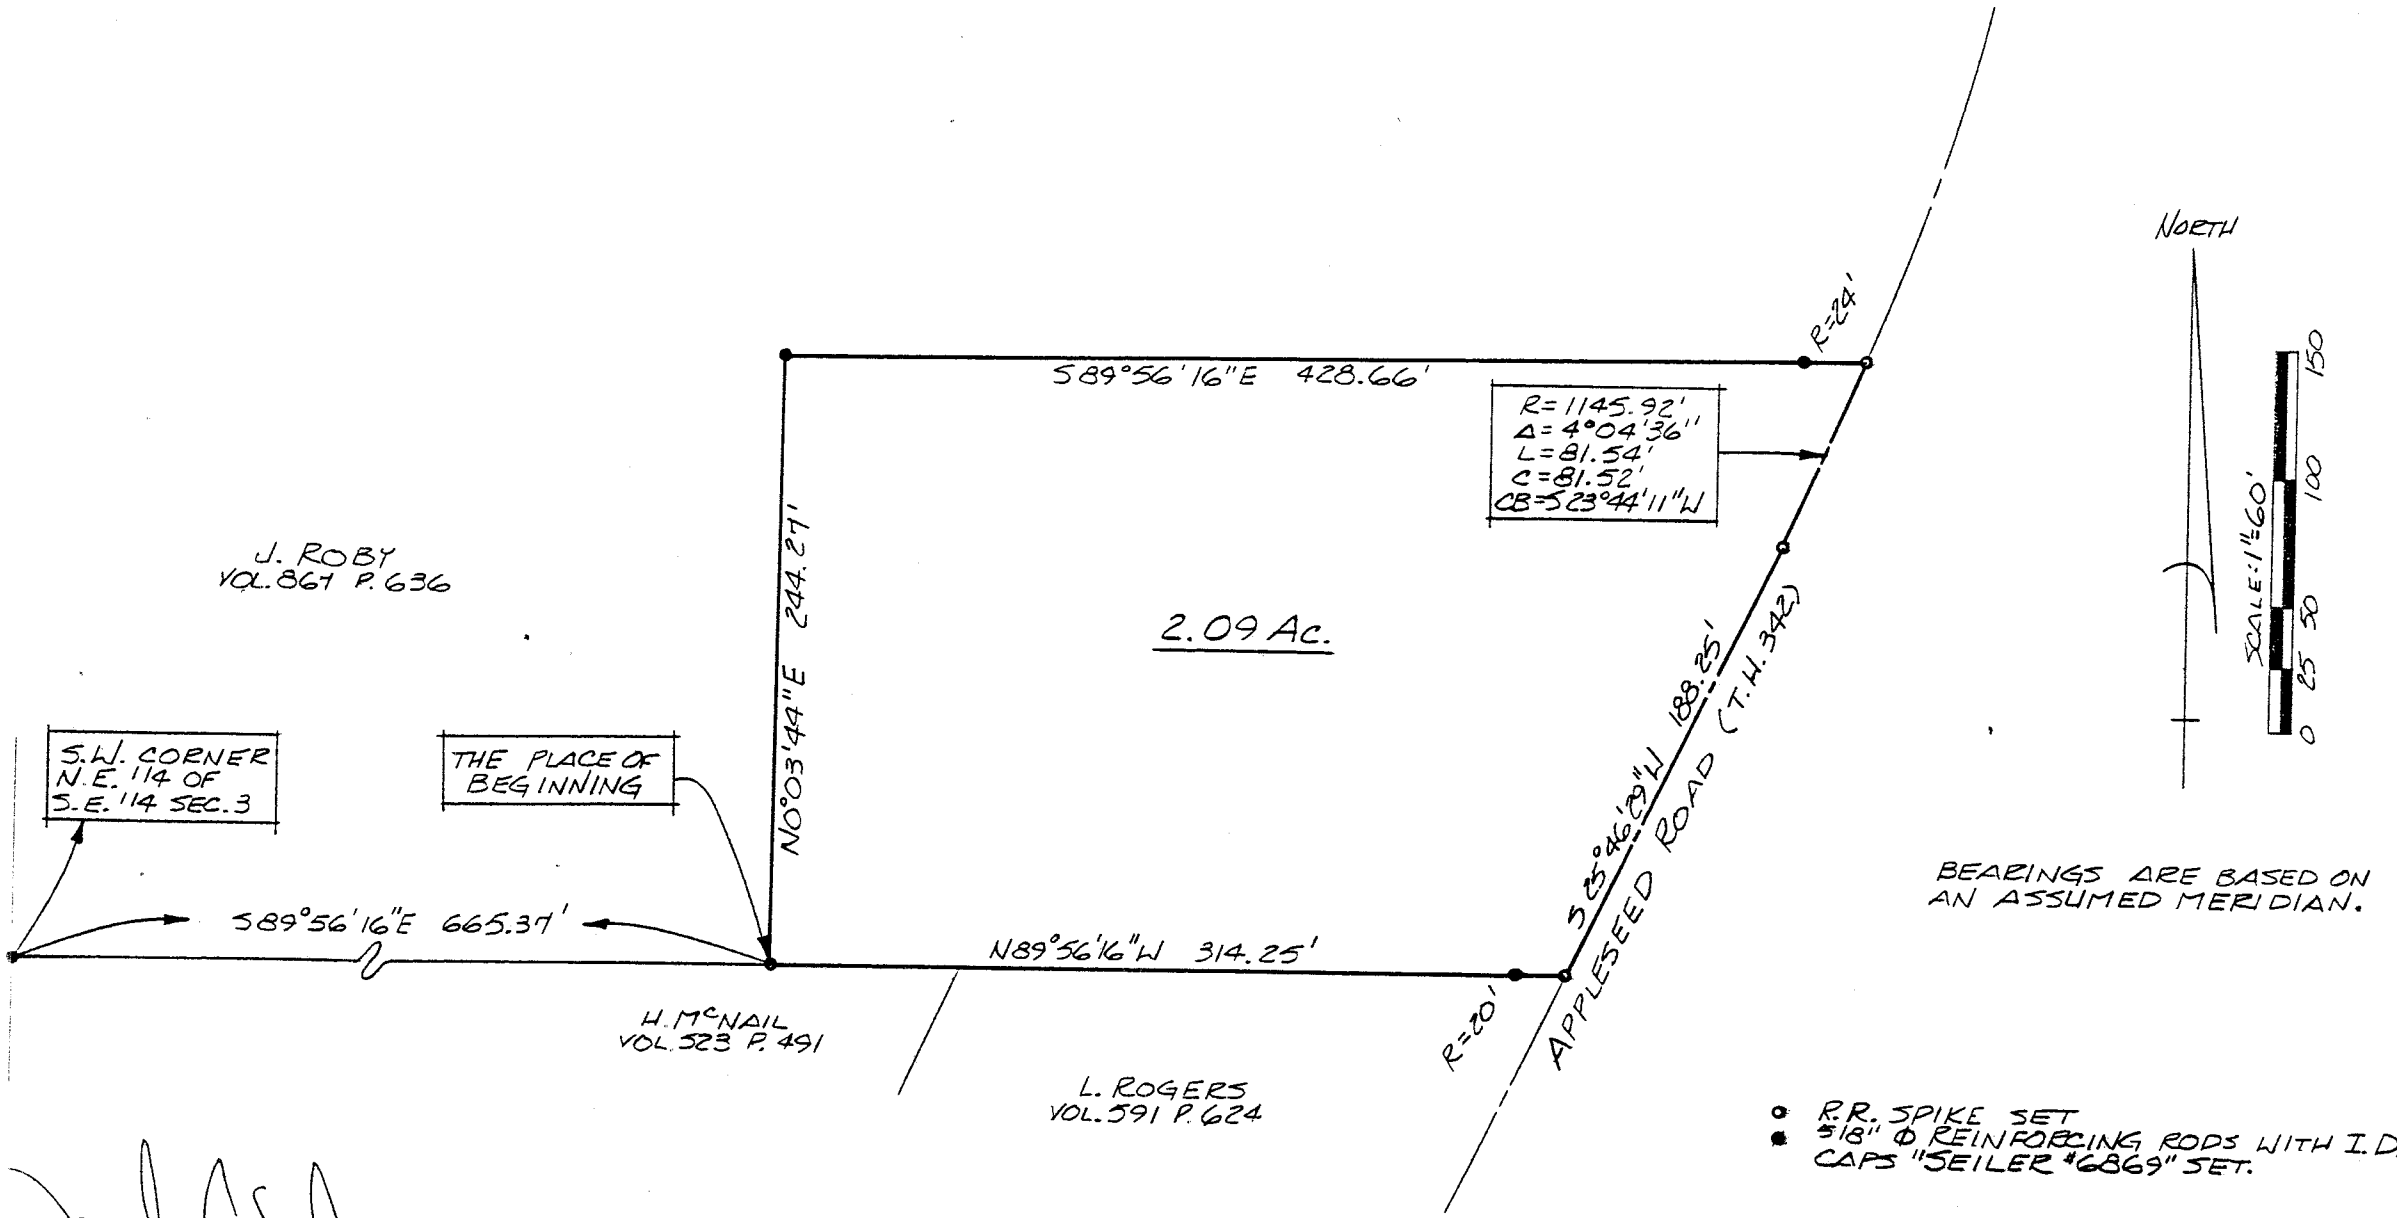 NORTH
R=24'
S89°56'16"E 428.66'
R=1145.92'
Δ=4°04'36"
L=81.54'
C=81.52'
CB=S23°44'11"W
SCALE:1"=60'
0 25 50 100 150
N0°03'44"E 244.27'
J. ROBY
VOL.867 P.636
2.09 Ac.
S.W. CORNER
N.E. 1/4 OF
S.E. 1/4 SEC.3
THE PLACE OF
BEGINNING
S25°46'29"W 188.25'
APPLESEED ROAD (T.H.342)
BEARINGS ARE BASED ON
AN ASSUMED MERIDIAN.
S89°56'16"E 665.37'
N89°56'16"W 314.25'
R=20'
H. McNAIL
VOL.523 P.491
L. ROGERS
VOL.591 P.624
R.R. SPIKE SET
5/8" Φ REINFORCING RODS WITH I.D.
CAPS "SEILER #6869" SET.